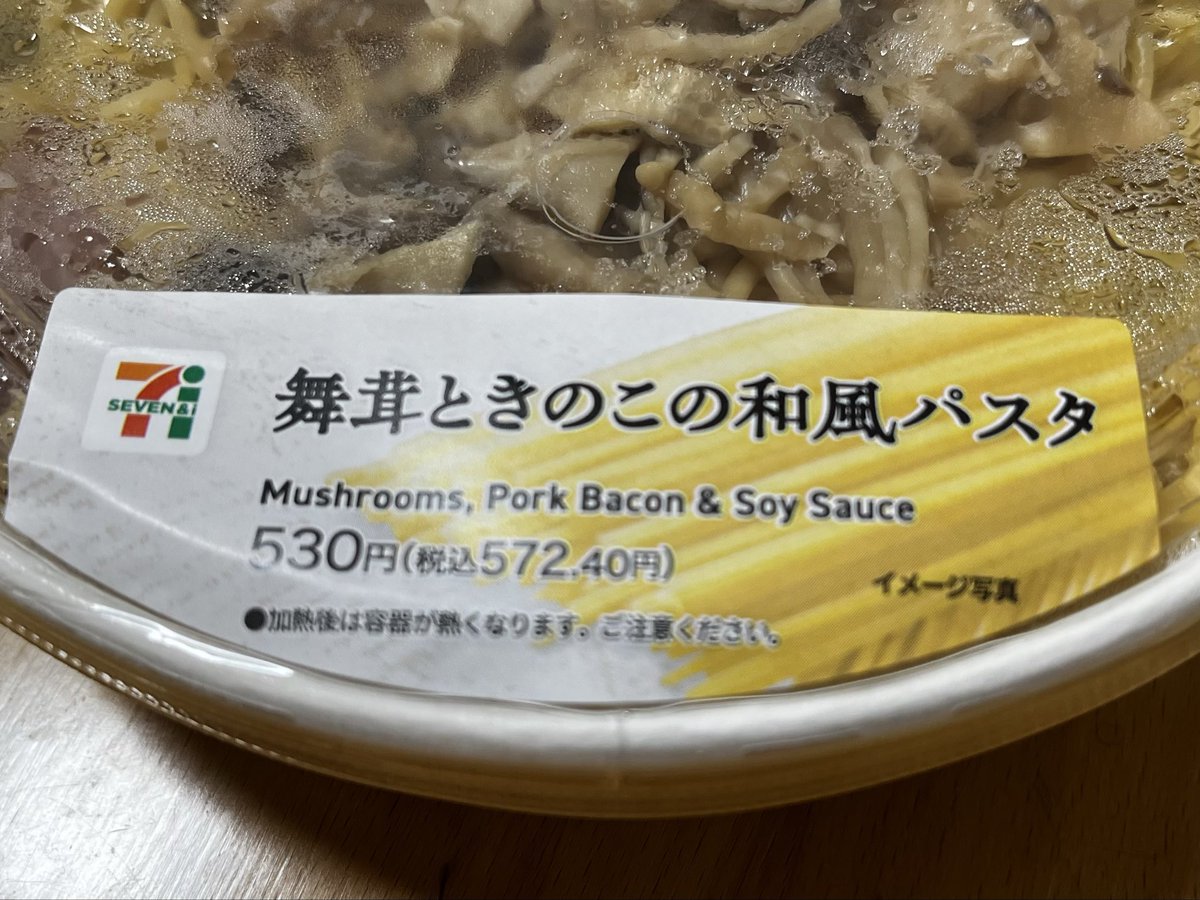 SEVEN&i
舞茸ときのこの和風パスタ
Mushrooms, Pork Bacon & Soy Sauce
530円(税込572.40円)
イメージ写真
●加熱後は容器が熱くなります。ご注意ください。